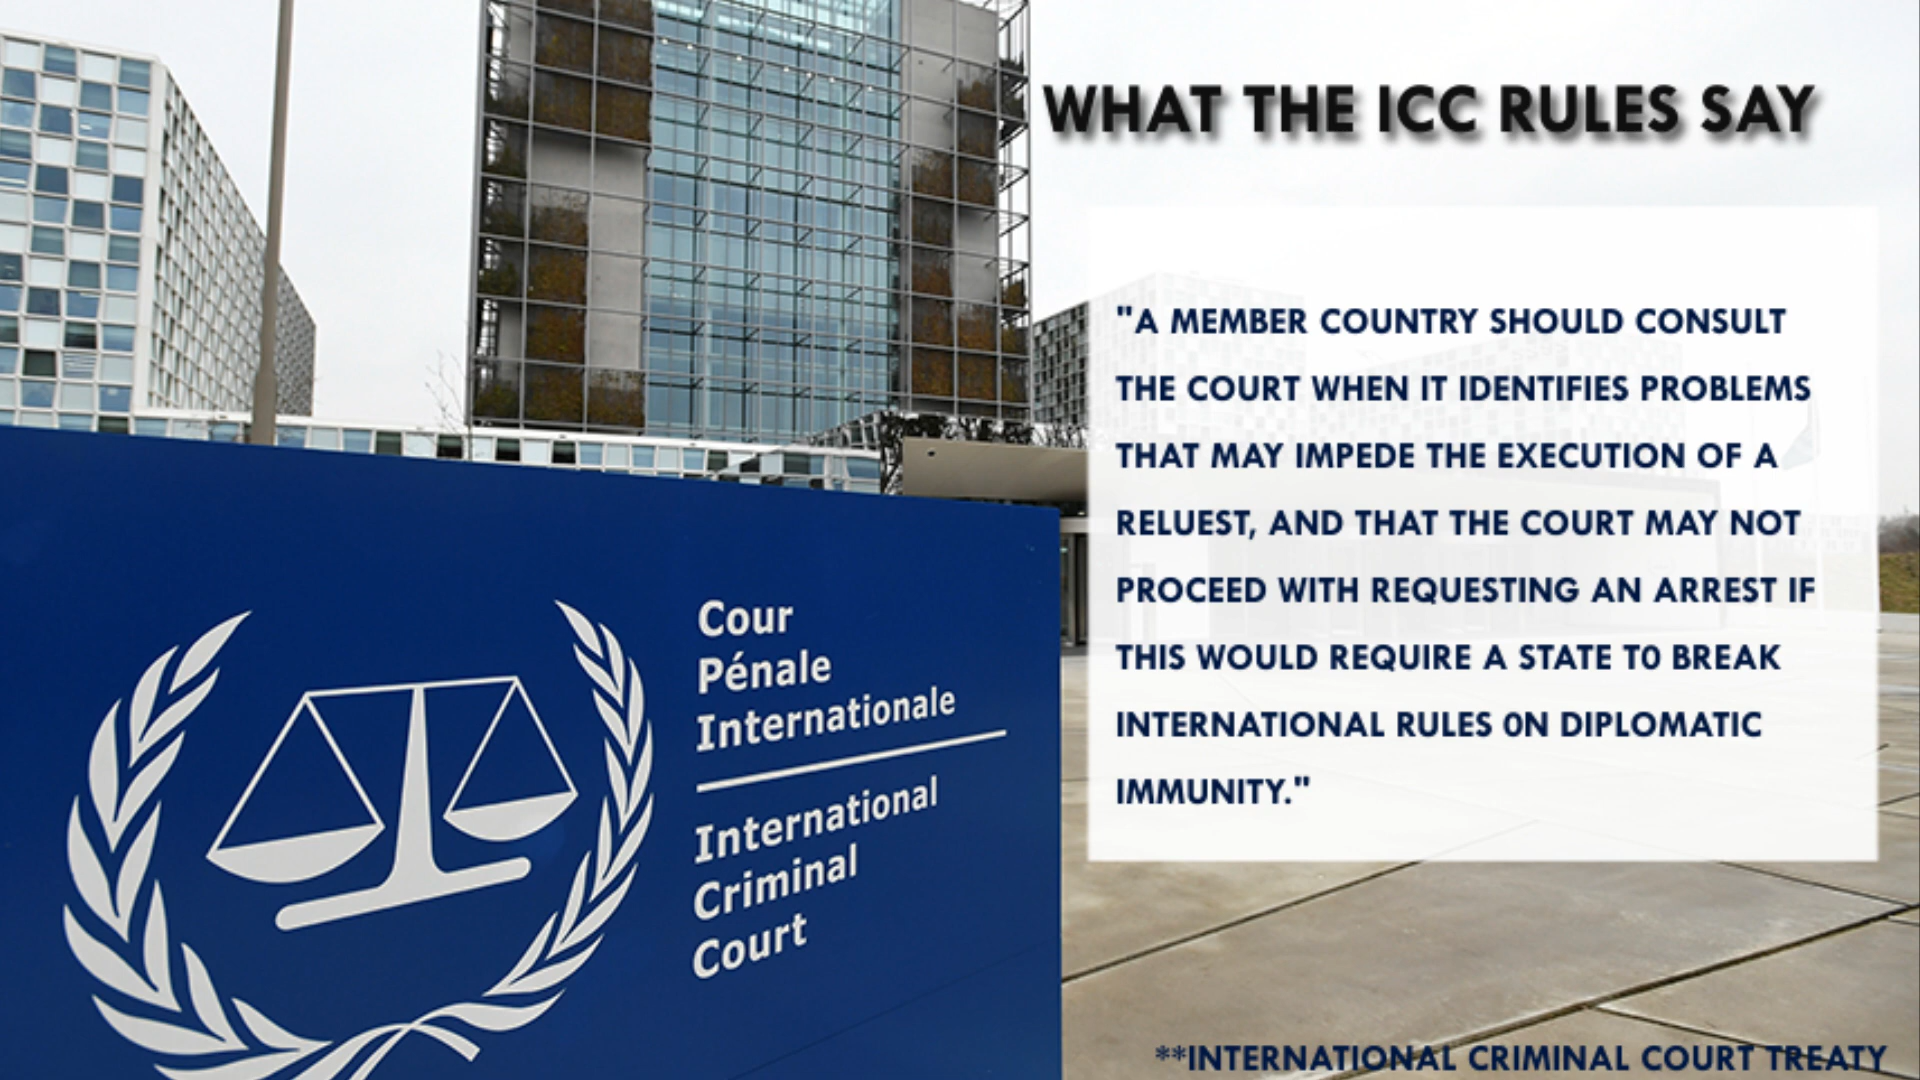 WHAT THE ICC RULES SAY
"A MEMBER COUNTRY SHOULD CONSULT
THE COURT WHEN IT IDENTIFIES PROBLEMS
THAT MAY IMPEDE THE EXECUTION OF A
RELUEST, AND THAT THE COURT MAY NOT
PROCEED WITH REQUESTING AN ARREST IF
THIS WOULD REQUIRE A STATE T0 BREAK
INTERNATIONAL RULES 0N DIPLOMATIC
IMMUNITY."
**INTERNATIONAL CRIMINAL COURT TREATY
Cour
Pénale
Internationale
International
Criminal
Court